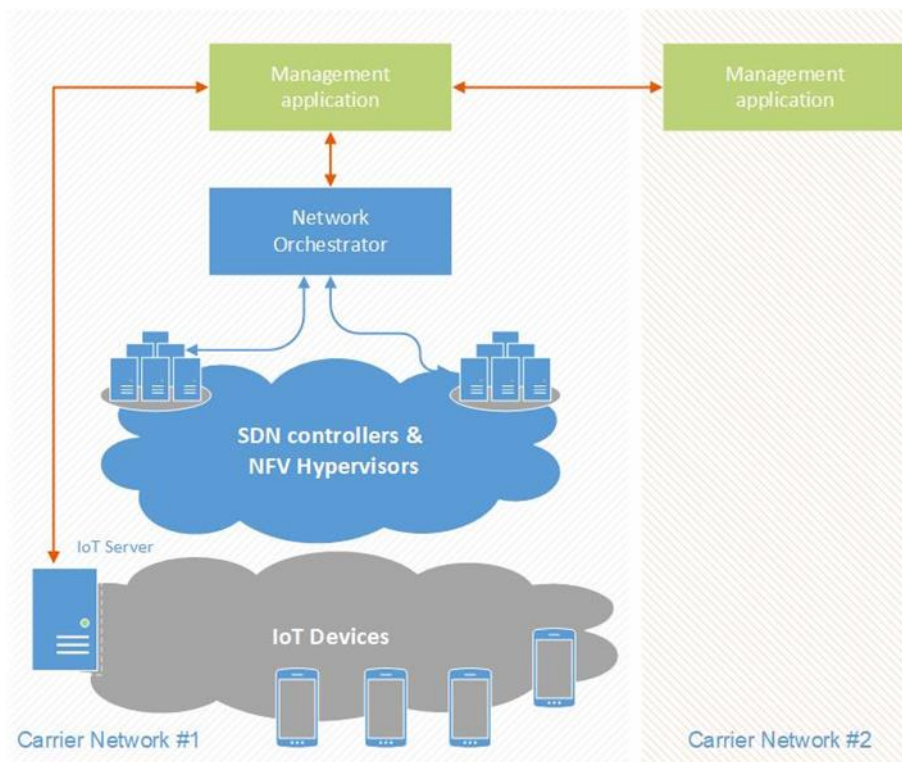 Management
application
Management
application
Network
Orchestrator
SDN controllers &
NFV Hypervisors
IoT Server
IoT Devices
Carrier Network #1
Carrier Network #2